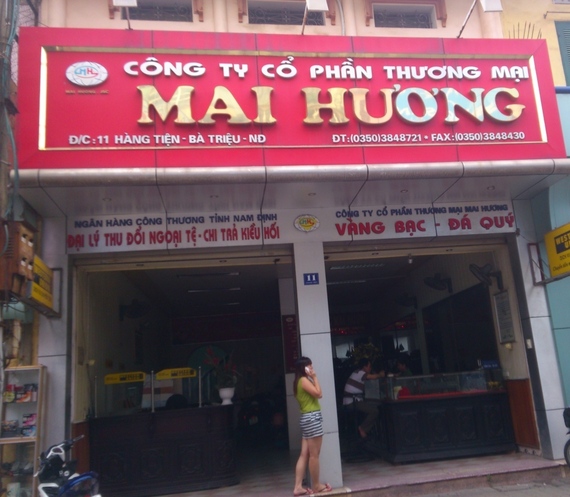 MH
CÔNG TY CỔ PHẦN THƯƠNG MẠI
MAI HƯƠNG
Đ/C: 11 HÀNG TIỆN - BÀ TRIỆU - NĐ
ĐT:(0350)3848721 • FAX:(0350)3848430
NGÂN HÀNG CÔNG THƯƠNG TỈNH NAM ĐỊNH
ĐẠI LÝ THU ĐỔI NGOẠI TỆ - CHI TRẢ KIỀU HỐI
CÔNG TY CỔ PHẦN THƯƠNG MẠI MAI HƯƠNG
VÀNG BẠC - ĐÁ QUÝ
11